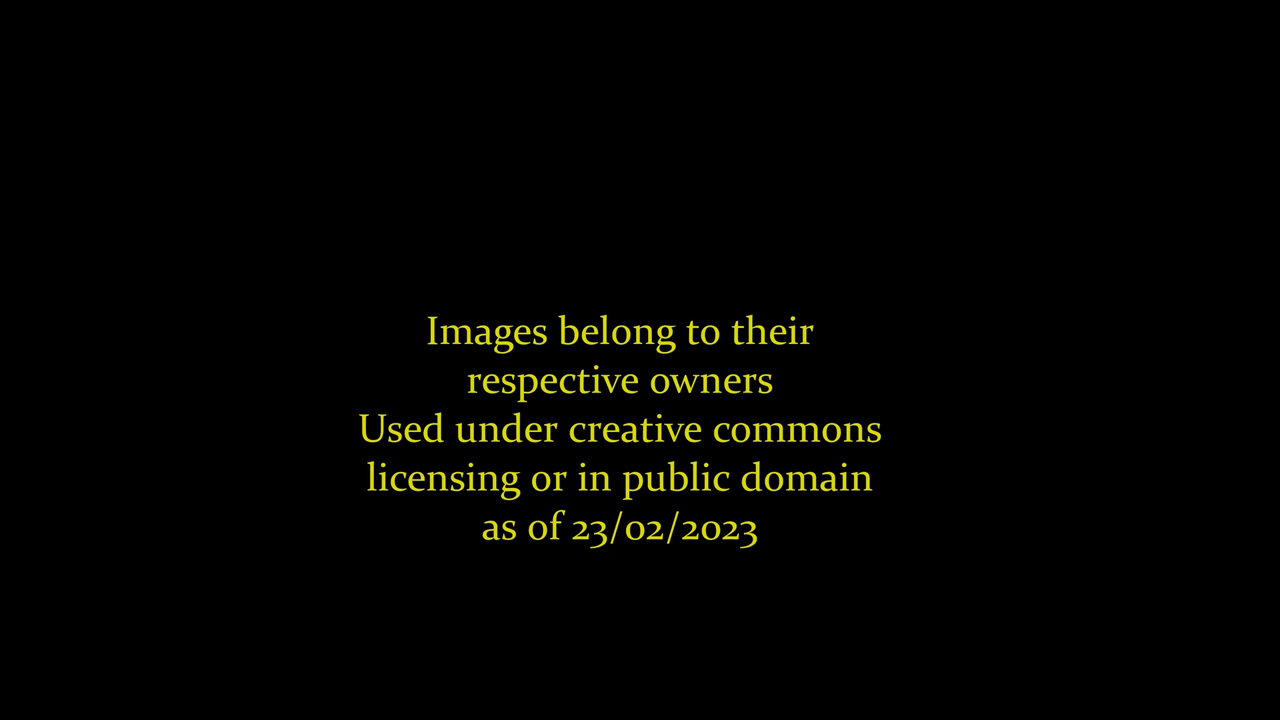 Images belong to their
respective owners
Used under creative commons
licensing or in public domain
as of 23/02/2023